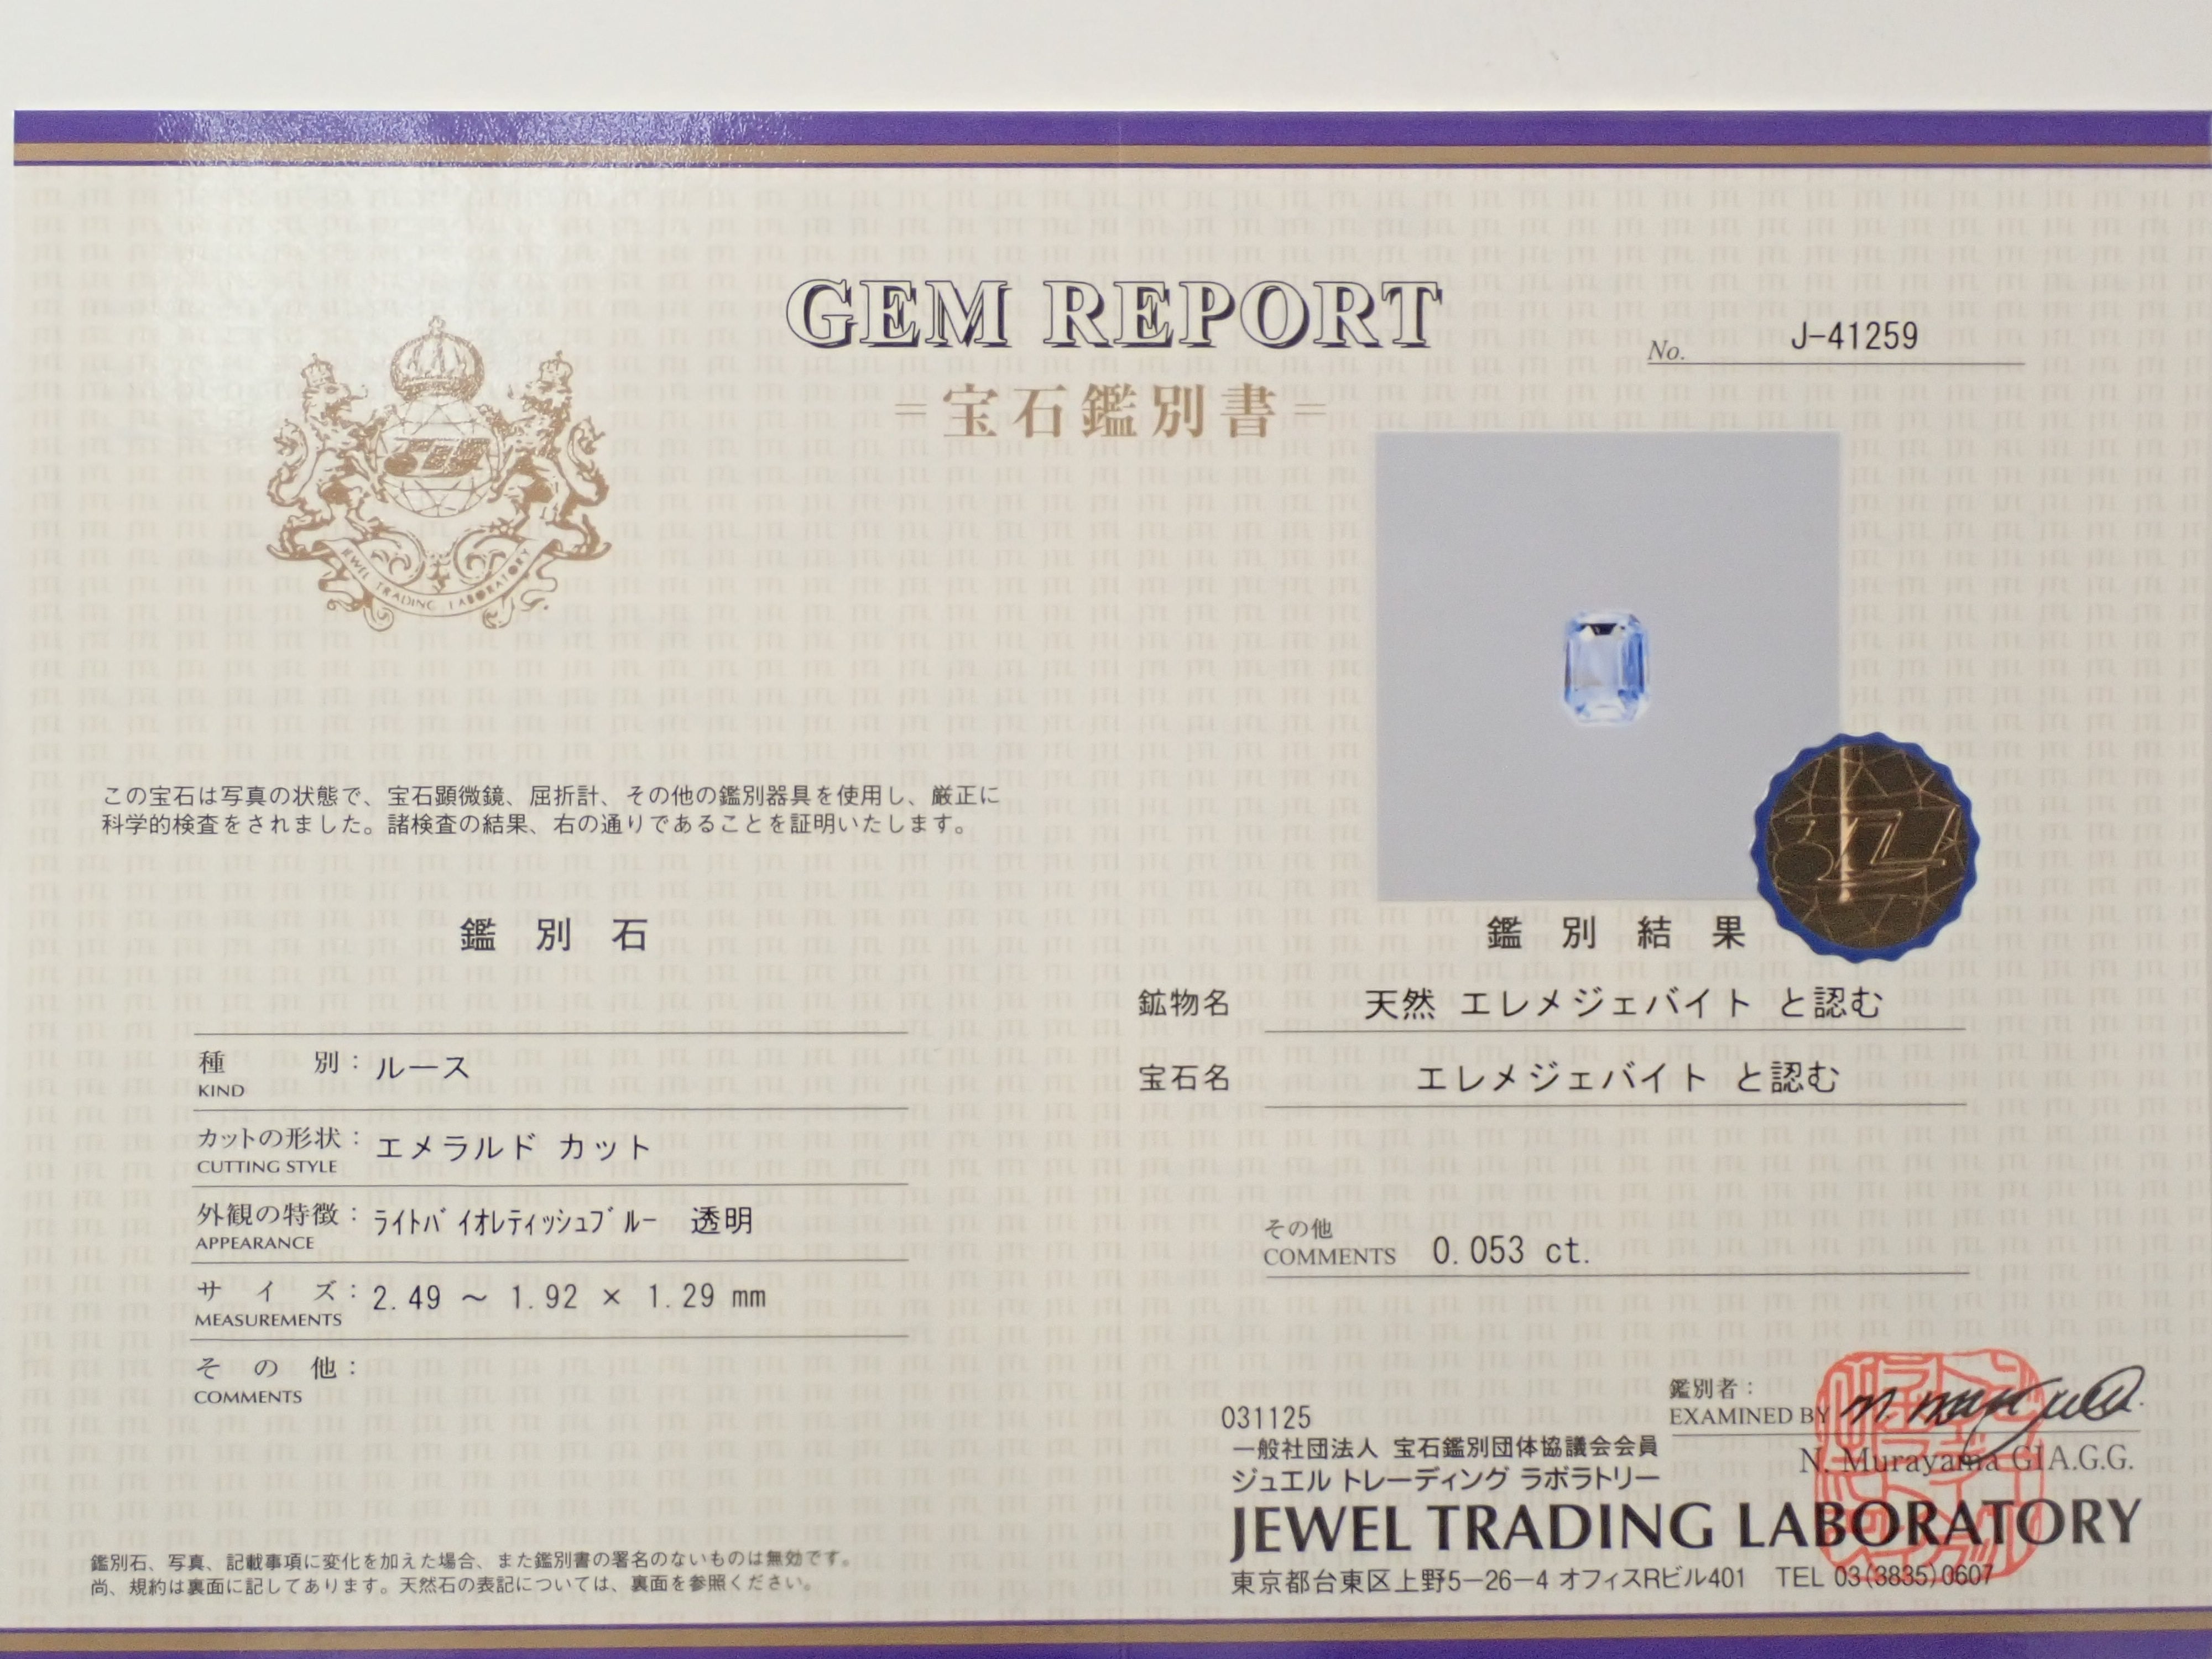 GEM REPORT
=宝石鑑別書=
No. J-41259
JEWEL TRADING LABORATORY
この宝石は写真の状態で、宝石顕微鏡、屈折計、その他の鑑別器具を使用し、厳正に
科学的検査をされました。諸検査の結果、右の通りであることを証明いたします。
鑑別石
種別: ルース
KIND
カットの形状: エメラルド カット
CUTTING STYLE
外観の特徴: ﾗｲﾄﾊﾞｲｵﾚﾃｨｯｼｭﾌﾞﾙｰ 透明
APPEARANCE
サイズ: 2.49 ～ 1.92 × 1.29 mm
MEASUREMENTS
その他:
COMMENTS
鑑別石、写真、記載事項に変化を加えた場合、また鑑別書の署名のないものは無効です。
尚、規約は裏面に記してあります。天然石の表記については、裏面を参照ください。
鑑別結果
鉱物名 天然 エレメジェバイト と認む
宝石名 エレメジェバイト と認む
その他
COMMENTS 0.053 ct.
鑑別者:
EXAMINED BY
N. Murayama G.I.A.G.G.
031125
一般社団法人 宝石鑑別団体協議会会員
ジュエル トレーディング ラボラトリー
JEWEL TRADING LABORATORY
東京都台東区上野5-26-4 オフィスRビル401 TEL 03(3835)0607